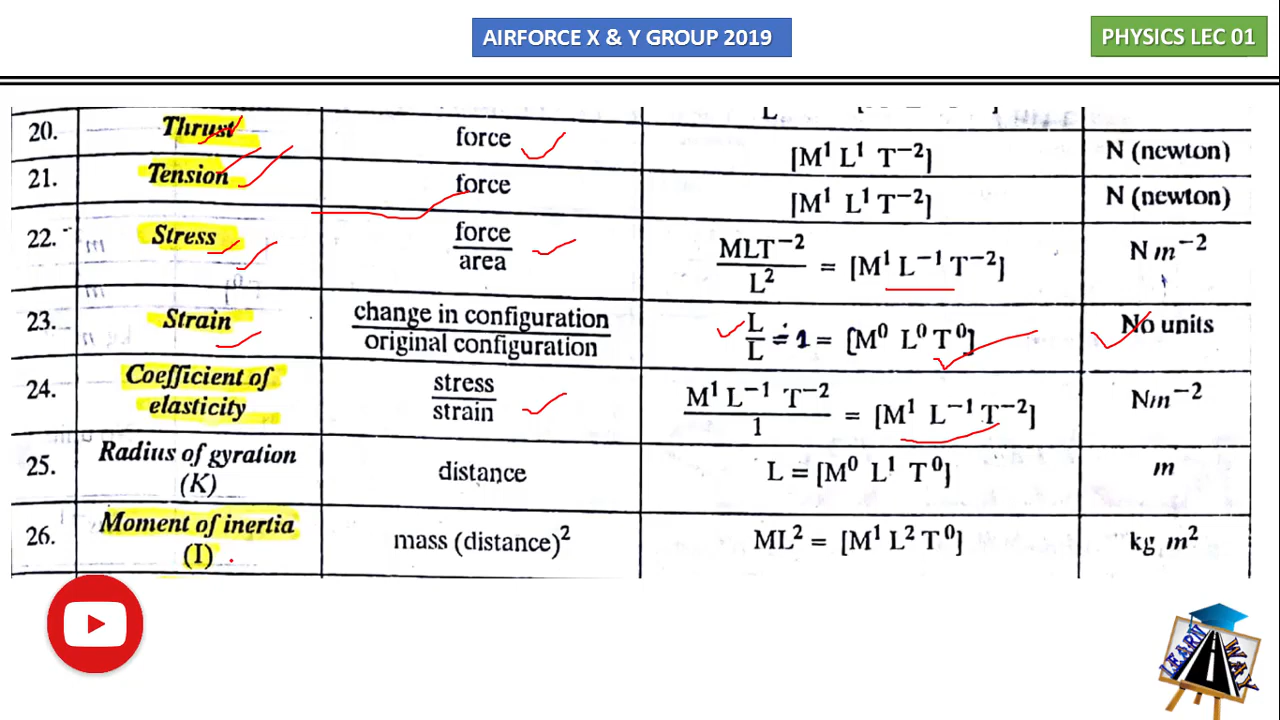 AIRFORCE X & Y GROUP 2019
PHYSICS LEC 01
20. Thrust force [M¹ L¹ T⁻²] N (newton)
21. Tension force [M¹ L¹ T⁻²] N (newton)
22. Stress force / area MLT⁻² / L² = [M¹ L⁻¹ T⁻²] N m⁻²
23. Strain change in configuration / original configuration L / L = 1 = [M⁰ L⁰ T⁰] No units
24. Coefficient of elasticity stress / strain M¹ L⁻¹ T⁻² / 1 = [M¹ L⁻¹ T⁻²] Nm⁻²
25. Radius of gyration (K) distance L = [M⁰ L¹ T⁰] m
26. Moment of inertia (I) mass (distance)² ML² = [M¹ L² T⁰] kg m²
LEARN WAY